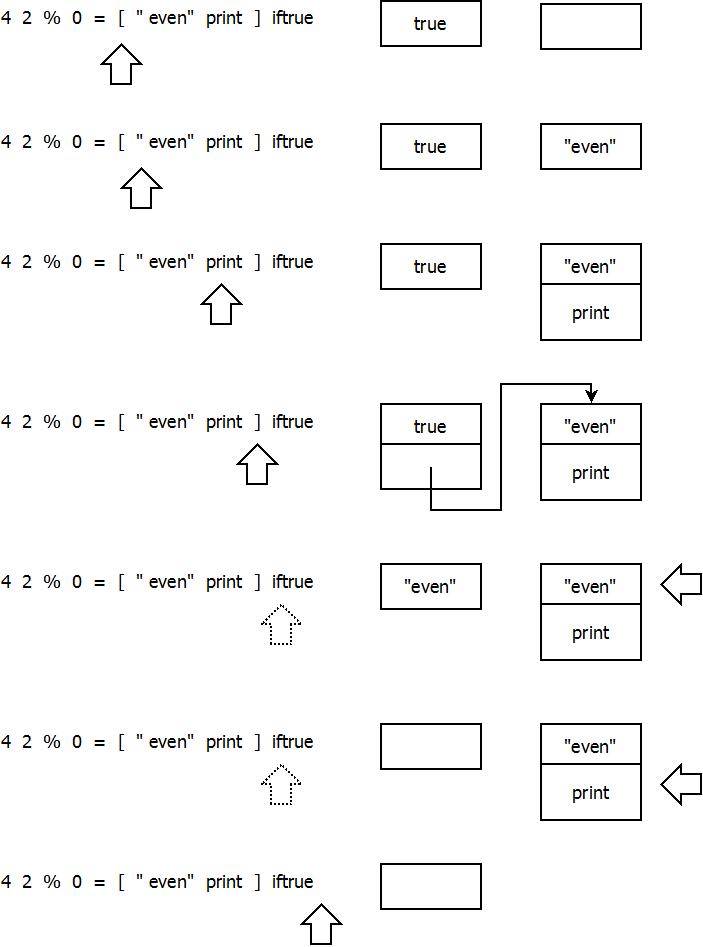 4 2 % 0 = [ " even" print ] iftrue true
4 2 % 0 = [ " even" print ] iftrue true "even"
4 2 % 0 = [ " even" print ] iftrue true "even"
print
4 2 % 0 = [ " even" print ] iftrue true "even"
print
4 2 % 0 = [ " even" print ] iftrue "even" "even"
print
4 2 % 0 = [ " even" print ] iftrue "even"
print
4 2 % 0 = [ " even" print ] iftrue